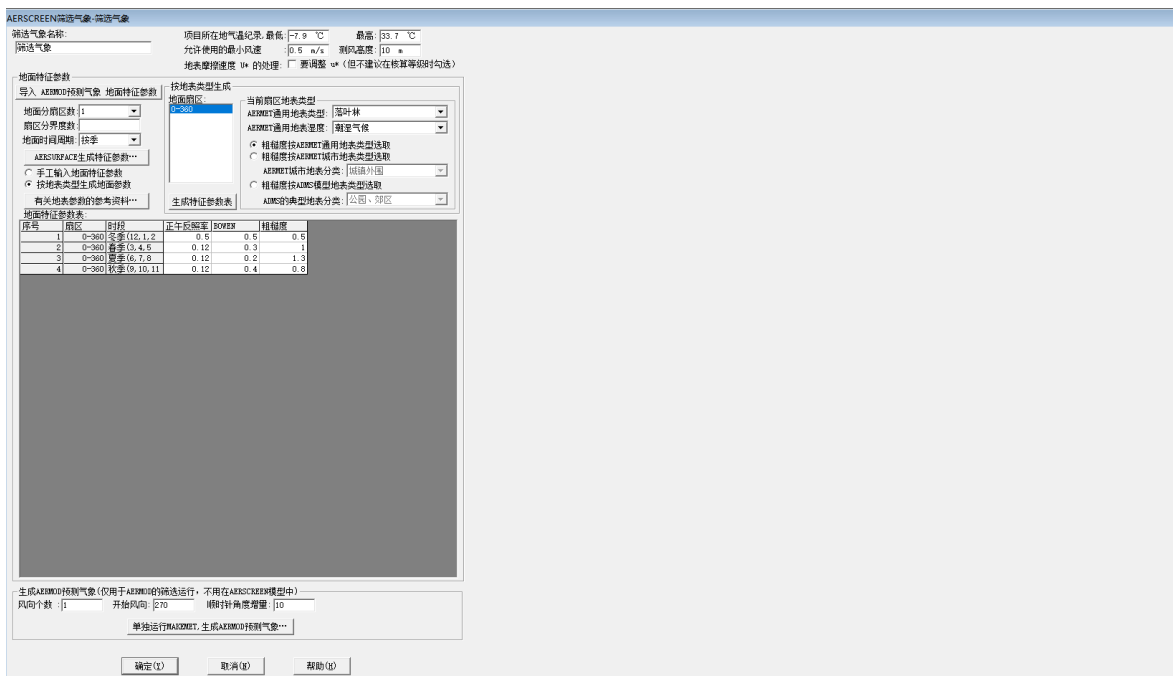 AERSCREEN筛选气象-筛选气象
筛选气象名称:
筛选气象
项目所在地气温纪录,最低: -7.9 ℃ 最高: 33.7 ℃
允许使用的最小风速 : 0.5 m/s 测风高度: 10 m
地表摩擦速度 U* 的处理: 要调整 u*（但不建议在核算等级时勾选）
地面特征参数
导入 AERMOD预测气象 地面特征参数
地面分扇区数: 1
扇区分界度数:
地面时间周期: 按季
AERSURFACE生成特征参数…
手工输入地面特征参数
按地表类型生成地面参数
有关地表参数的参考资料…
按地表类型生成
地面扇区:
0-360
生成特征参数表
当前扇区地表类型
AERMET通用地表类型: 落叶林
AERMET通用地表湿度: 潮湿气候
粗糙度按AERMET通用地表类型选取
粗糙度按AERMET城市地表类型选取
AERMET城市地表分类: 城镇外围
粗糙度按ADMS模型地表类型选取
ADMS的典型地表分类: 公园、郊区
地面特征参数表:
序号 扇区 时段 正午反照率 BOWEN 粗糙度
1 0-360 冬季(12,1,2 0.5 0.5 0.5
2 0-360 春季(3,4,5 0.12 0.3 1
3 0-360 夏季(6,7,8 0.12 0.2 1.3
4 0-360 秋季(9,10,11 0.12 0.4 0.8
生成AERMOD预测气象(仅用于AERMOD的筛选运行，不用在AERSCREEN模型中)
风向个数 : 1 开始风向: 270 顺时针角度增量: 10
单独运行MAKEMET,生成AERMOD预测气象…
确定(Y) 取消(N) 帮助(H)